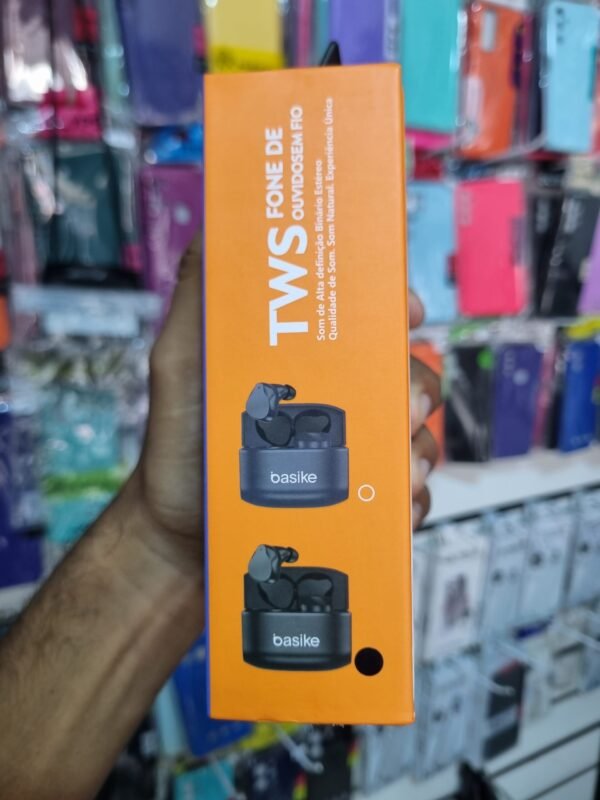 TWS
FONE DE
OUVIDOSEM FIO
Som de Alta definição Binário Estéreo
Qualidade de Som. Som Natural. Experiência Única
basike
basike